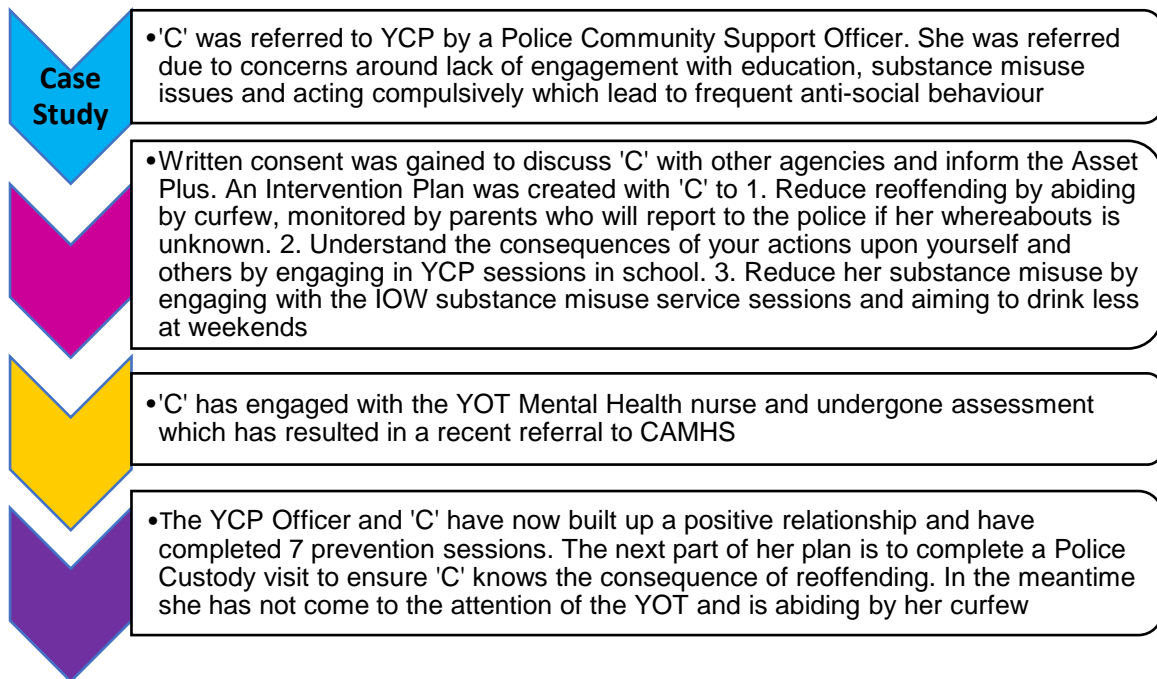 Case
Study
•'C' was referred to YCP by a Police Community Support Officer. She was referred
due to concerns around lack of engagement with education, substance misuse
issues and acting compulsively which lead to frequent anti-social behaviour
•Written consent was gained to discuss 'C' with other agencies and inform the Asset
Plus. An Intervention Plan was created with 'C' to 1. Reduce reoffending by abiding
by curfew, monitored by parents who will report to the police if her whereabouts is
unknown. 2. Understand the consequences of your actions upon yourself and
others by engaging in YCP sessions in school. 3. Reduce her substance misuse by
engaging with the IOW substance misuse service sessions and aiming to drink less
at weekends
•'C' has engaged with the YOT Mental Health nurse and undergone assessment
which has resulted in a recent referral to CAMHS
•The YCP Officer and 'C' have now built up a positive relationship and have
completed 7 prevention sessions. The next part of her plan is to complete a Police
Custody visit to ensure 'C' knows the consequence of reoffending. In the meantime
she has not come to the attention of the YOT and is abiding by her curfew